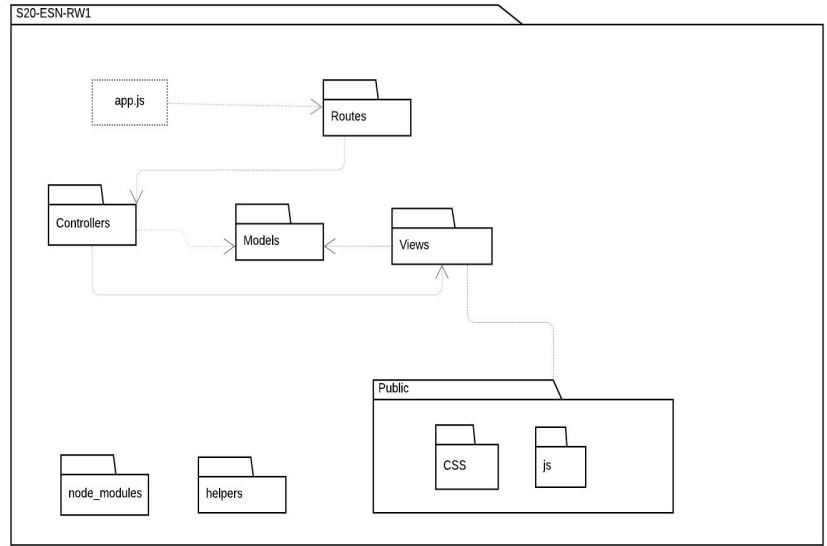 S20-ESN-RW1
app.js
Routes
Controllers
Models
Views
Public
CSS
js
node_modules
helpers